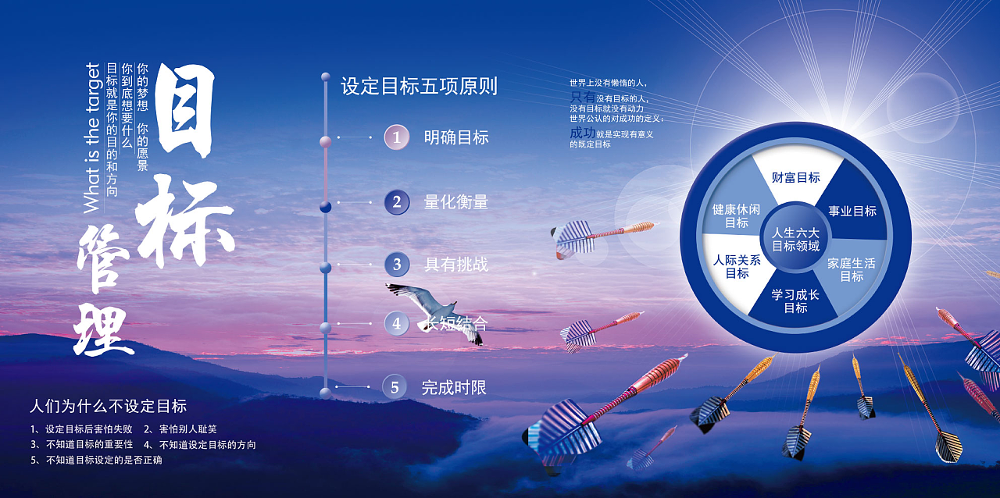 目标
管理
你的梦想 你的愿景
你到底想要什么
目标就是你的目的和方向
What is the target
人们为什么不设定目标
1、设定目标后害怕失败 2、害怕别人耻笑
3、不知道目标的重要性 4、不知道设定目标的方向
5、不知道目标设定的是否正确
设定目标五项原则
1 明确目标
2 量化衡量
3 具有挑战
4 长短结合
5 完成时限
世界上没有懒惰的人，
只有没有目标的人，
没有目标就没有动力
世界公认的对成功的定义：
成功就是实现有意义
的既定目标
财富目标
事业目标
家庭生活
目标
学习成长
目标
人际关系
目标
健康休闲
目标
人生六大
目标领域